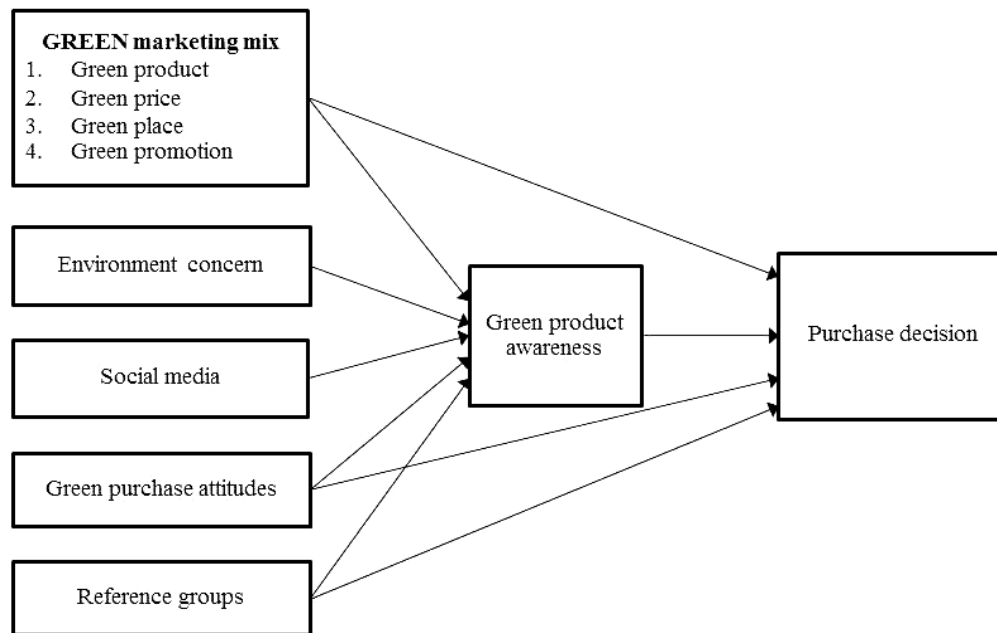 GREEN marketing mix
1. Green product
2. Green price
3. Green place
4. Green promotion
Environment concern
Social media
Green purchase attitudes
Reference groups
Green product
awareness
Purchase decision